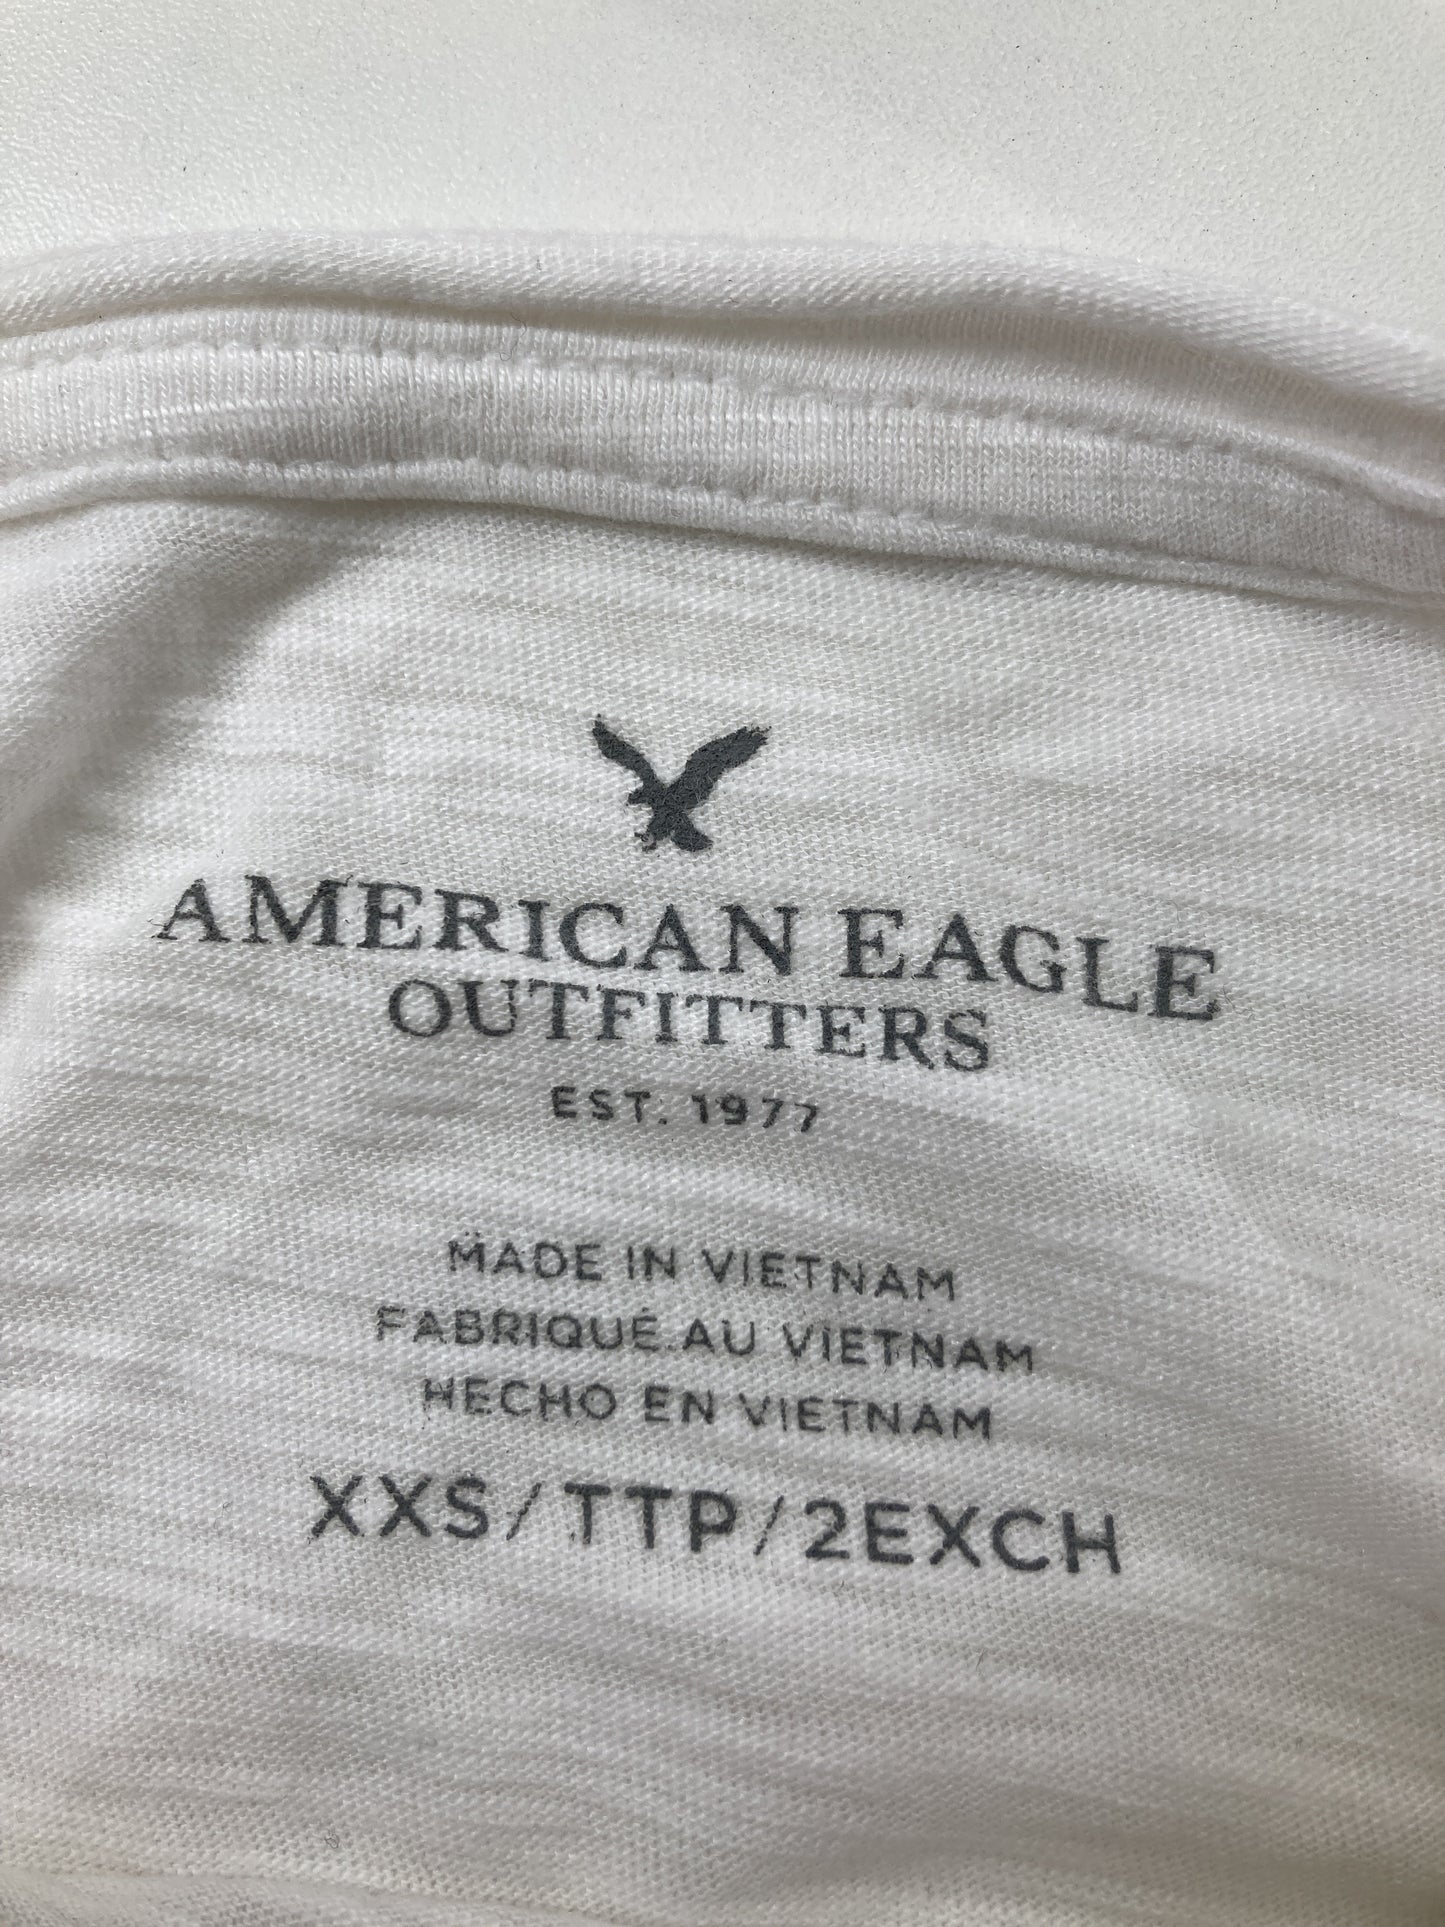 AMERICAN EAGLE
OUTFITTERS
EST. 1977
MADE IN VIETNAM
FABRIQUÉ AU VIETNAM
HECHO EN VIETNAM
XXS/TTP/2EXCH